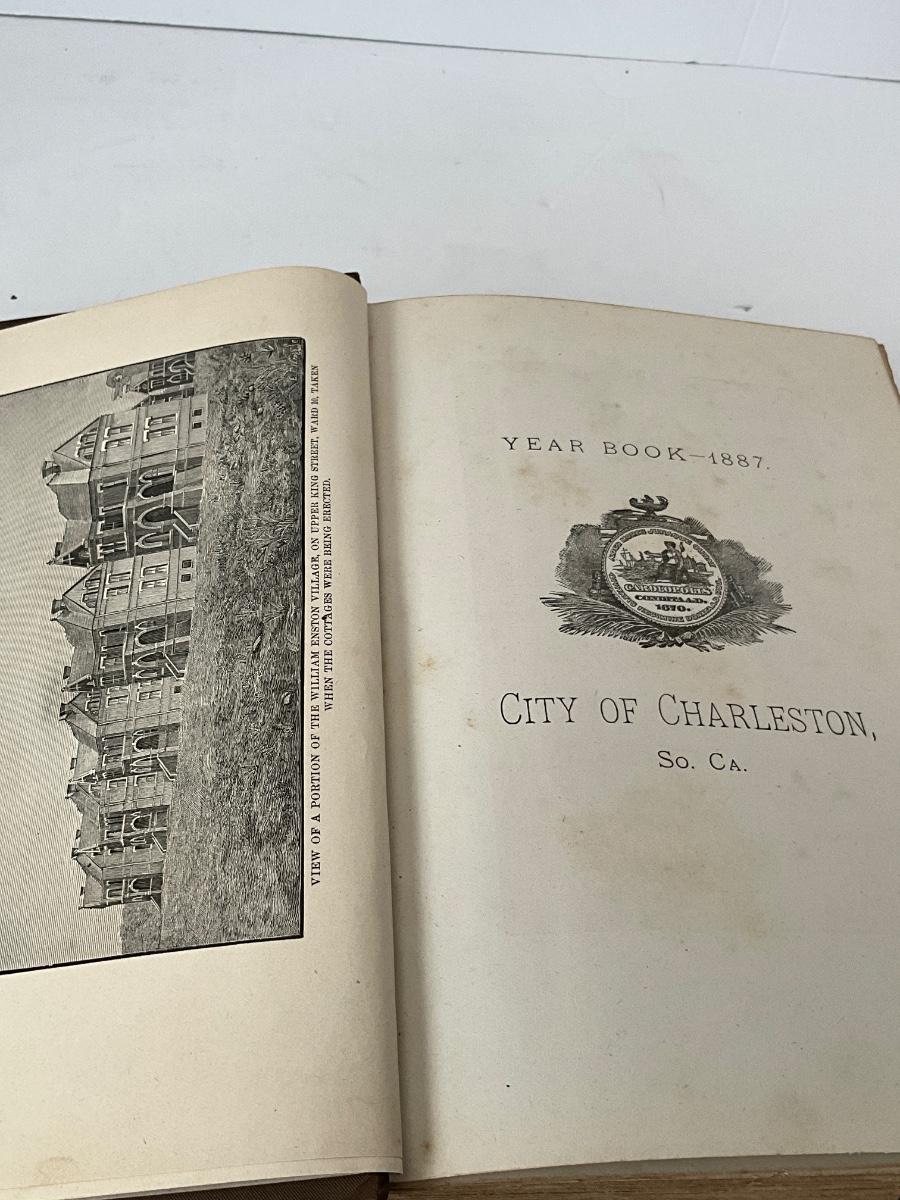 VIEW OF A PORTION OF THE WILLIAM ENSTON VILLAGE, ON UPPER KING STREET, WARD 10, TAKEN
WHEN THE COTTAGES WERE BEING ERECTED.
YEAR BOOK—1887.
CAROLOPOLIS
CONDITA A.D.
1670.
CITY OF CHARLESTON,
SO. CA.